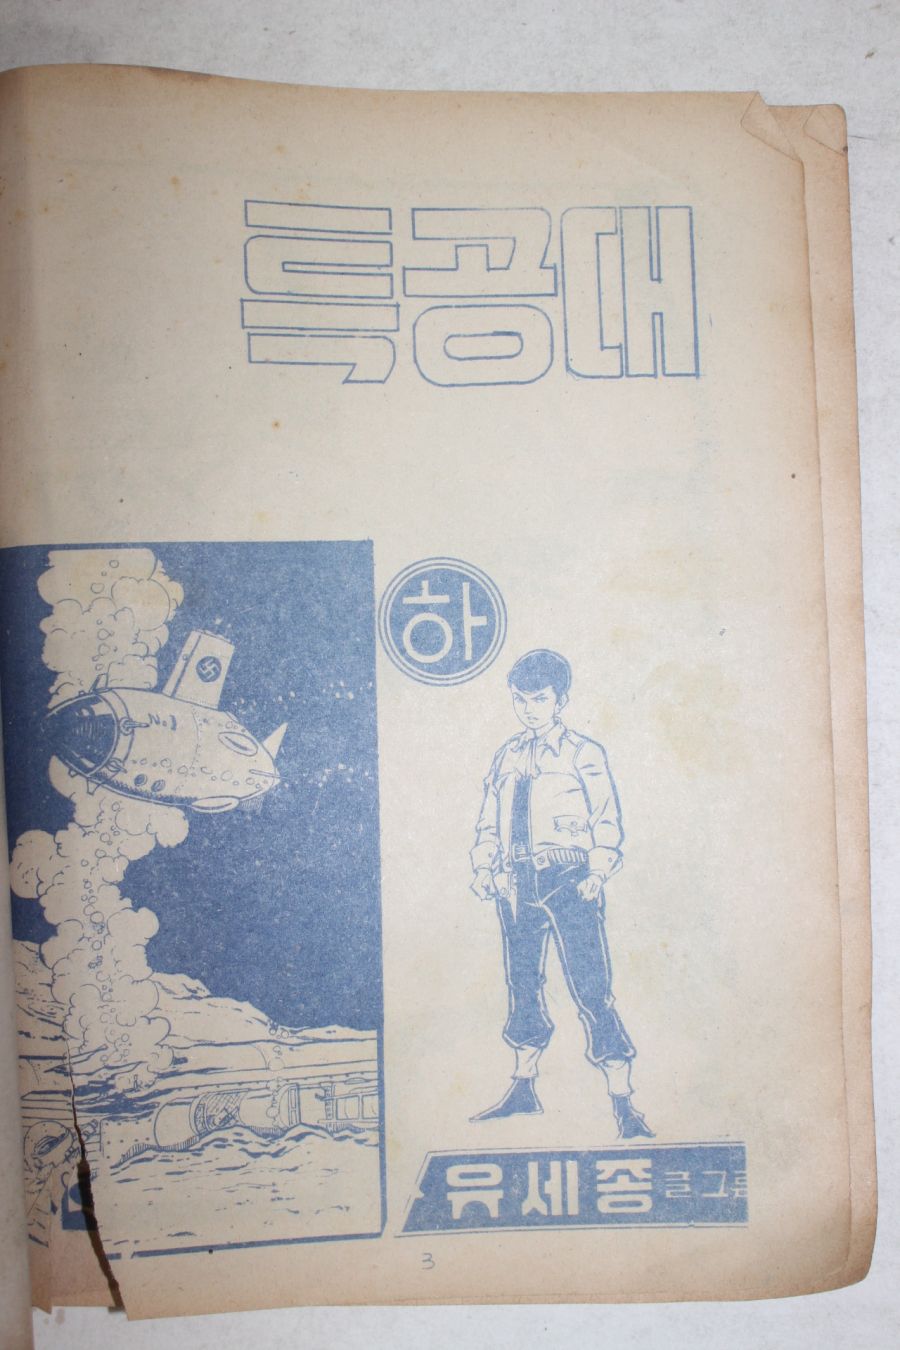 특공대
하
유세종 글 그림
3